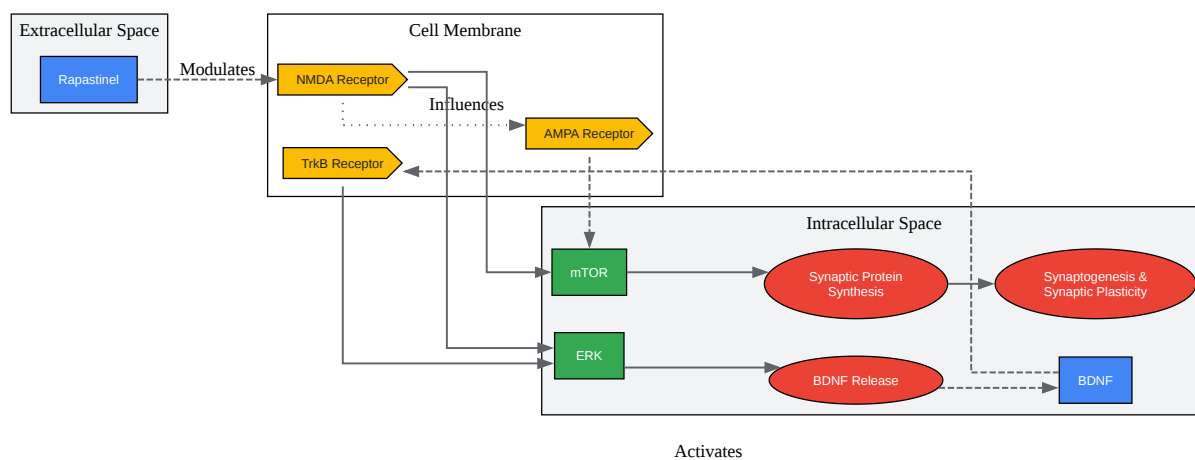 Extracellular Space
Rapastinel
Modulates
Cell Membrane
NMDA Receptor
Influences
AMPA Receptor
TrkB Receptor
Intracellular Space
mTOR
Synaptic Protein
Synthesis
Synaptogenesis &
Synaptic Plasticity
ERK
BDNF Release
BDNF
Activates